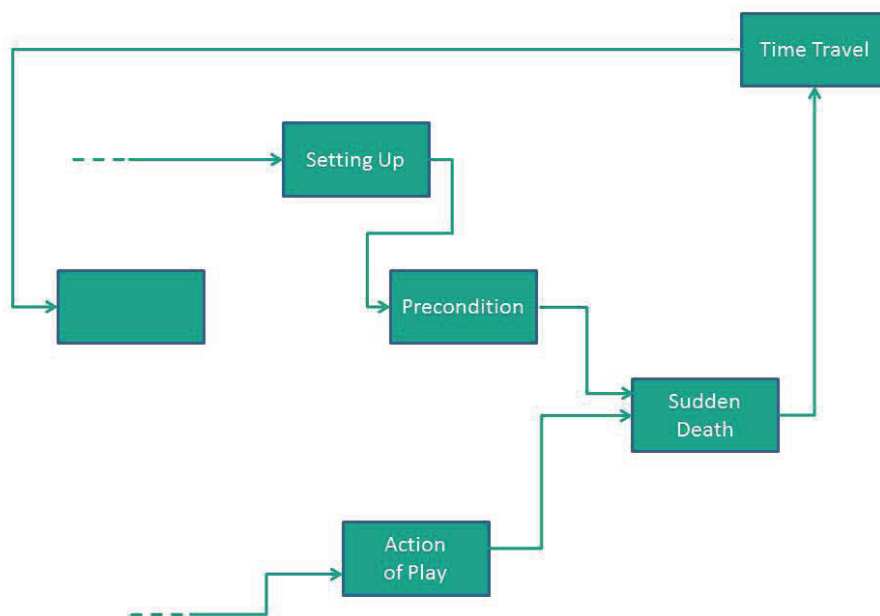 Time Travel
Setting Up
Precondition
Sudden
Death
Action
of Play